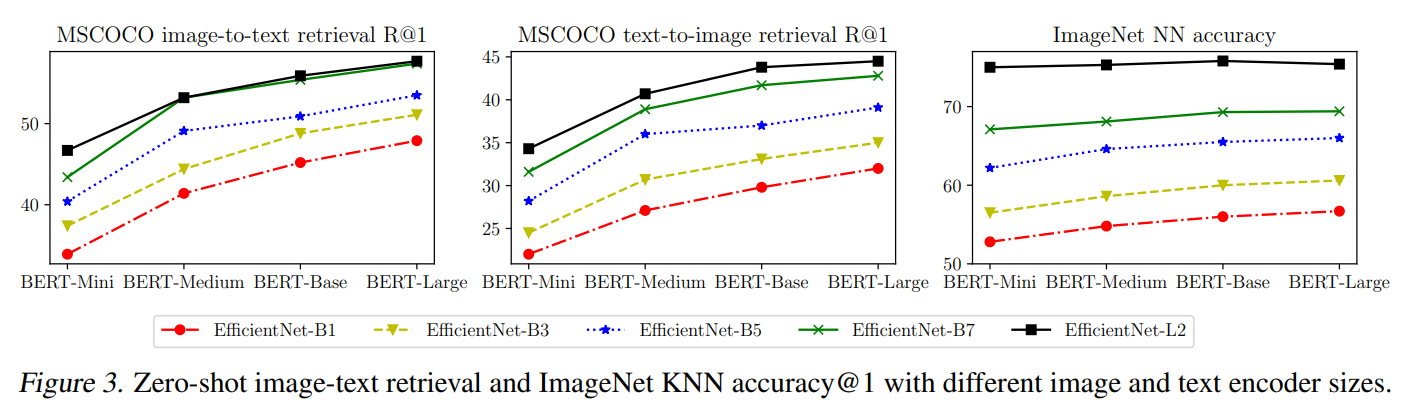 MSCOCO image-to-text retrieval R@1
50
40
BERT-Mini BERT-Medium BERT-Base BERT-Large
MSCOCO text-to-image retrieval R@1
45
40
35
30
25
BERT-Mini BERT-Medium BERT-Base BERT-Large
ImageNet NN accuracy
70
60
50
BERT-Mini BERT-Medium BERT-Base BERT-Large
EfficientNet-B1 EfficientNet-B3 EfficientNet-B5 EfficientNet-B7 EfficientNet-L2
Figure 3. Zero-shot image-text retrieval and ImageNet KNN accuracy@1 with different image and text encoder sizes.